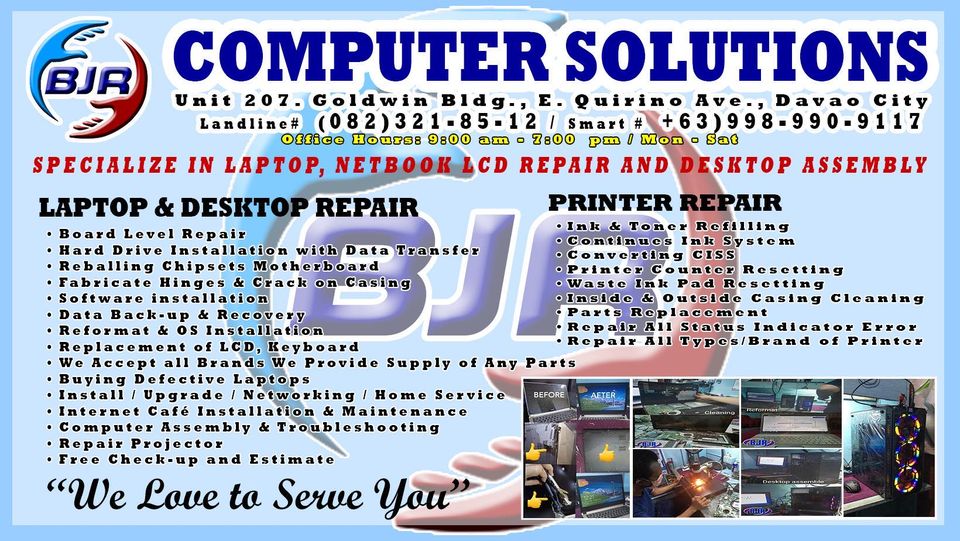 BJR
COMPUTER SOLUTIONS
Unit 207. Goldwin Bldg., E. Quirino Ave., Davao City
Landline# (082)321-85-12 / Smart # +63)998-990-9117
Office Hours: 9:00 am - 7:00 pm / Mon - Sat
SPECIALIZE IN LAPTOP, NETBOOK LCD REPAIR AND DESKTOP ASSEMBLY
LAPTOP & DESKTOP REPAIR
• Board Level Repair
• Hard Drive Installation with Data Transfer
• Reballing Chipsets Motherboard
• Fabricate Hinges & Crack on Casing
• Software installation
• Data Back-up & Recovery
• Reformat & OS Installation
• Replacement of LCD, Keyboard
• We Accept all Brands We Provide Supply of Any Parts
• Buying Defective Laptops
• Install / Upgrade / Networking / Home Service
• Internet Café Installation & Maintenance
• Computer Assembly & Troubleshooting
• Repair Projector
• Free Check-up and Estimate
"We Love to Serve You"
PRINTER REPAIR
• Ink & Toner Refilling
• Continues Ink System
• Converting CISS
• Printer Counter Resetting
• Waste Ink Pad Resetting
• Inside & Outside Casing Cleaning
• Parts Replacement
• Repair All Status Indicator Error
• Repair All Types/Brand of Printer
BJR
BEFORE
AFTER
Cleaning
BJR
Reformat
BJR
Desktop assemble
BJR